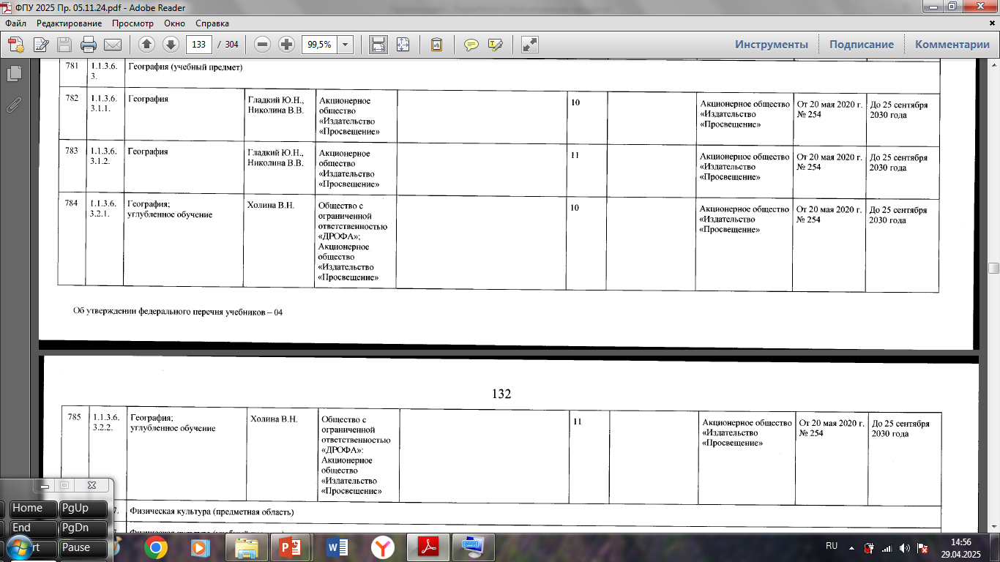 ФПУ 2025 Пр. 05.11.24.pdf - Adobe Reader
Файл Редактирование Просмотр Окно Справка
133 / 304 99,5% Инструменты Подписание Комментарии
781 1.1.3.6. География (учебный предмет)
3.
782 1.1.3.6. География Гладкий Ю.Н., Акционерное 10 Акционерное общество От 20 мая 2020 г. До 25 сентября
3.1.1. Николина В.В. общество «Издательство № 254 2030 года
«Издательство «Просвещение»
«Просвещение»
783 1.1.3.6. География Гладкий Ю.Н., Акционерное 11 Акционерное общество От 20 мая 2020 г. До 25 сентября
3.1.2. Николина В.В. общество «Издательство № 254 2030 года
«Издательство «Просвещение»
«Просвещение»
784 1.1.3.6. География; Холина В.Н. Общество с 10 Акционерное общество От 20 мая 2020 г. До 25 сентября
3.2.1. углубленное обучение ограниченной «Издательство № 254 2030 года
ответственностью «Просвещение»
«ДРОФА»;
Акционерное
общество
«Издательство
«Просвещение»
Об утверждении федерального перечня учебников – 04
132
785 1.1.3.6. География; Холина В.Н. Общество с 11 Акционерное общество От 20 мая 2020 г. До 25 сентября
3.2.2. углубленное обучение ограниченной «Издательство № 254 2030 года
ответственностью «Просвещение»
«ДРОФА»:
Акционерное
общество
«Издательство
«Просвещение»
7. Физическая культура (предметная область)
Home PgUp
End PgDn
Pause
RU 14:56
29.04.2025